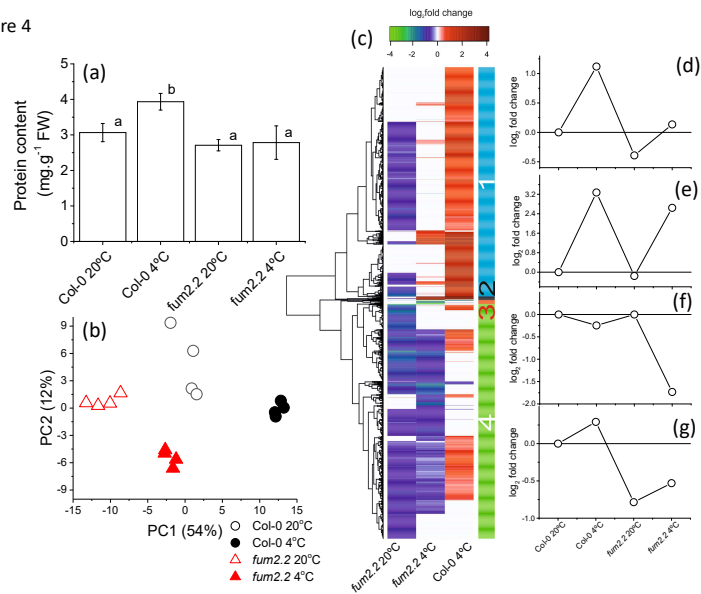 re 4
(a)
Protein content
(mg.g⁻¹ FW)
5
4
3
2
1
0
a
b
a
a
Col-0 20°C
Col-0 4°C
fum2.2 20°C
fum2.2 4°C
(b)
PC2 (12%)
9
6
3
0
-3
-6
-9
-15
-10
-5
0
5
10
15
PC1 (54%)
Col-0 20°C
Col-0 4°C
fum2.2 20°C
fum2.2 4°C
(c)
log₂fold change
-4
-2
0
2
4
1
2
3
4
fum2.2 20°C
fum2.2 4°C
Col-0 4°C
(d)
log₂ fold change
1.0
0.5
0.0
-0.5
(e)
log₂ fold change
3.2
2.4
1.6
0.8
0.0
(f)
log₂ fold change
0.0
-0.5
-1.0
-1.5
-2.0
(g)
log₂ fold change
0.5
0.0
-0.5
-1.0
Col-0 20°C
Col-0 4°C
fum2.2 20°C
fum2.2 4°C